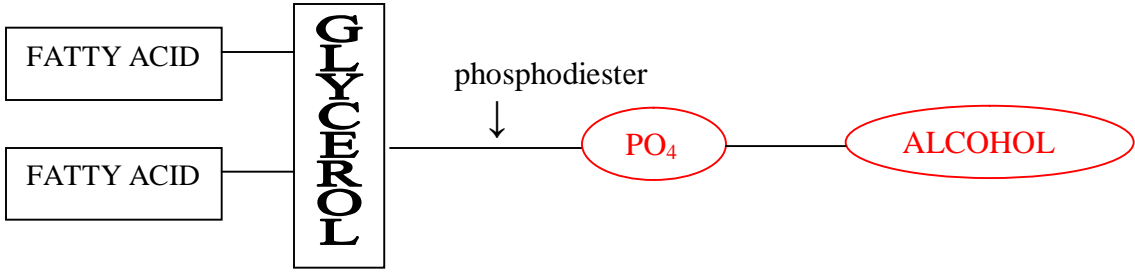 FATTY ACID
GLYCEROL
phosphodiester
↓
PO₄
ALCOHOL
FATTY ACID